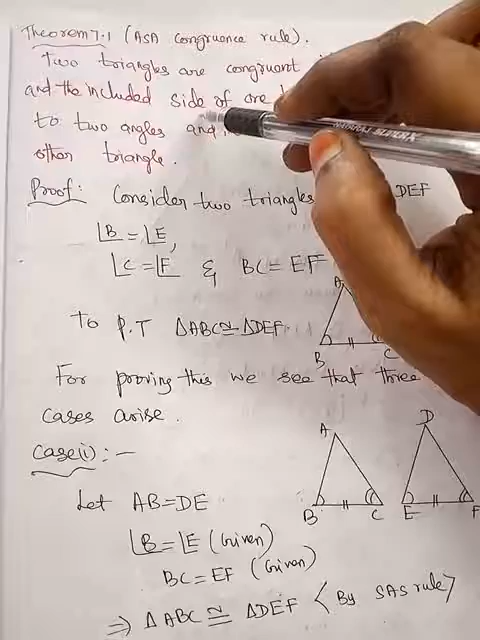 Theorem 7.1 (ASA Congruence rule).
Two triangles are congruent
and the included side of one
to two angles and
other triangle.
Proof: Consider two triangles DEF
∠B = ∠E,
∠C = ∠F & BC = EF
A
To P.T ΔABC ≅ ΔDEF.
B C
For proving this we see that three
cases arise.
Case(i):-
A D
Let AB = DE
B C E F
∠B = ∠E (Given)
BC = EF (Given)
⇒ ΔABC ≅ ΔDEF < By SAS rule>